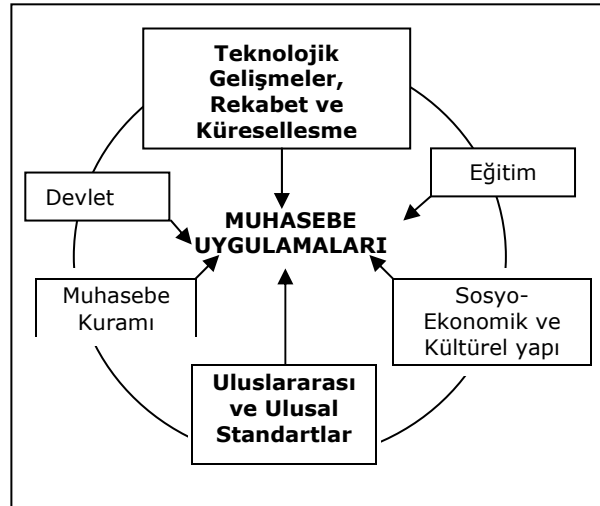 Teknolojik
Gelişmeler,
Rekabet ve
Küresellesme
Devlet
Eğitim
MUHASEBE
UYGULAMALARI
Muhasebe
Kuramı
Sosyo-
Ekonomik ve
Kültürel yapı
Uluslararası
ve Ulusal
Standartlar